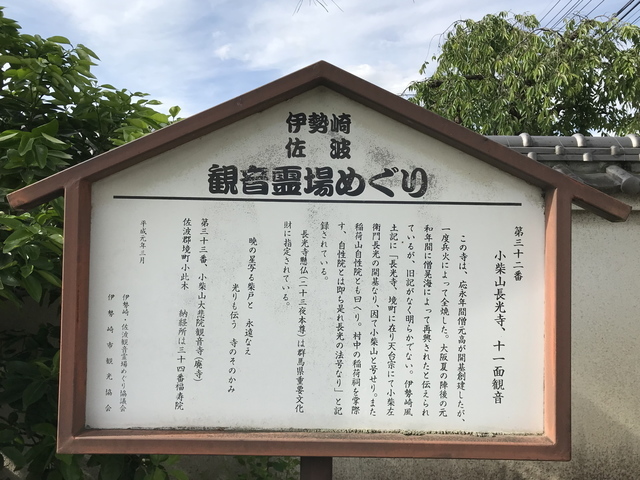 伊勢崎
佐波
観音霊場めぐり
第三十二番
小柴山長光寺、十一面観音
この寺は、応永年間僧元高が開基創建したが、
一度兵火によって全焼した。大阪夏の陣後の元
和年間に僧晃海によって再興されたと伝えられ
ているが、旧記がなく明らかでない。伊勢崎風
土記に「長光寺、境町に在り天台宗にて小柴左
衛門長光の開基なり、因て小柴山と号せり。また
稲荷山自性院とも曰へり。村中の稲荷祠を掌際
す、自性院とは即ち是れ長光の法号なり」と記
録されている。
長光寺懸仏(二十三夜本尊)は群馬県重要文化
財に指定されている。
暁の星写る柴戸と 永遠なえ
光りも伝う 寺のそのかみ
第三十三番、小柴山大悲院観音寺(廃寺)
佐波郡境町小此木 納経所は三十四番福寿院
平成元年三月
伊勢崎・佐波観音霊場めぐり協議会
伊勢崎市観光協会